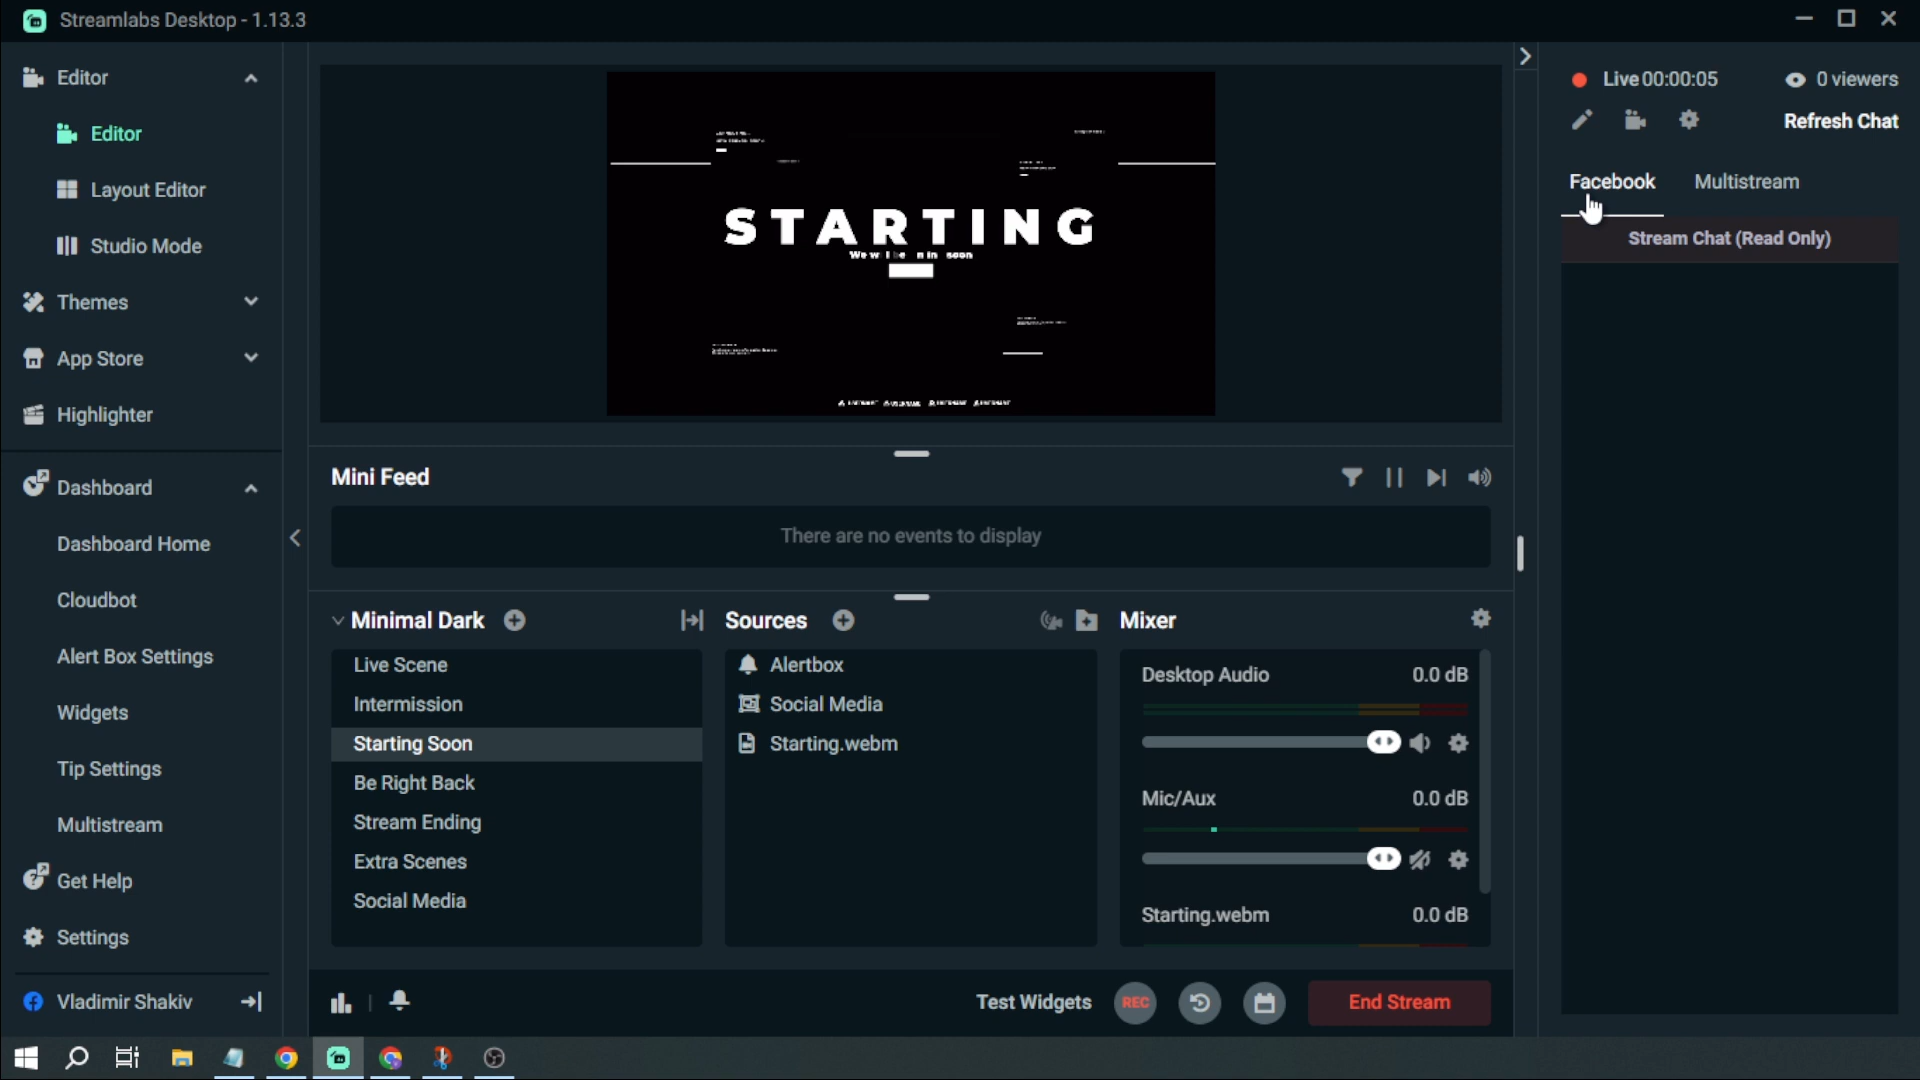 Streamlabs Desktop - 1.13.3
Editor
Editor
Layout Editor
Studio Mode
Themes
App Store
Highlighter
Dashboard
Dashboard Home
Cloudbot
Alert Box Settings
Widgets
Tip Settings
Multistream
Get Help
Settings
Vladimir Shakiv
STARTING
soon
Mini Feed
There are no events to display
Minimal Dark
Live Scene
Intermission
Starting Soon
Be Right Back
Stream Ending
Extra Scenes
Social Media
Sources
Alertbox
Social Media
Starting.webm
Mixer
Desktop Audio 0.0 dB
Mic/Aux 0.0 dB
Starting.webm 0.0 dB
Test Widgets
REC
End Stream
Live 00:00:05 0 viewers
Refresh Chat
Facebook Multistream
Stream Chat (Read Only)